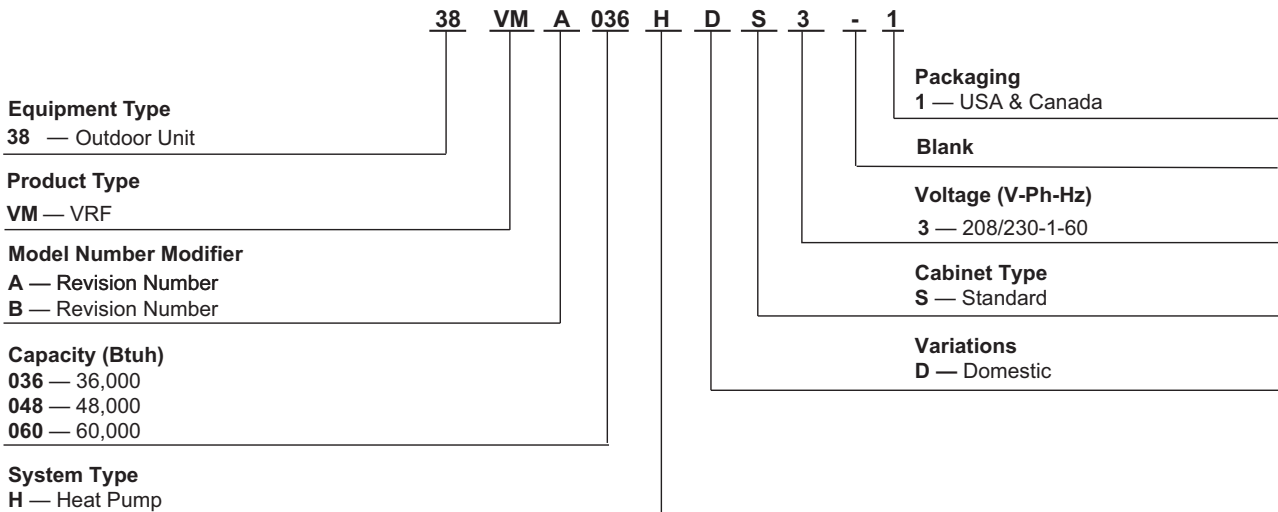 38 VM A 036 H D S 3 - 1
Equipment Type
38 — Outdoor Unit
Product Type
VM — VRF
Model Number Modifier
A — Revision Number
B — Revision Number
Capacity (Btuh)
036 — 36,000
048 — 48,000
060 — 60,000
System Type
H — Heat Pump
Packaging
1 — USA & Canada
Blank
Voltage (V-Ph-Hz)
3 — 208/230-1-60
Cabinet Type
S — Standard
Variations
D — Domestic